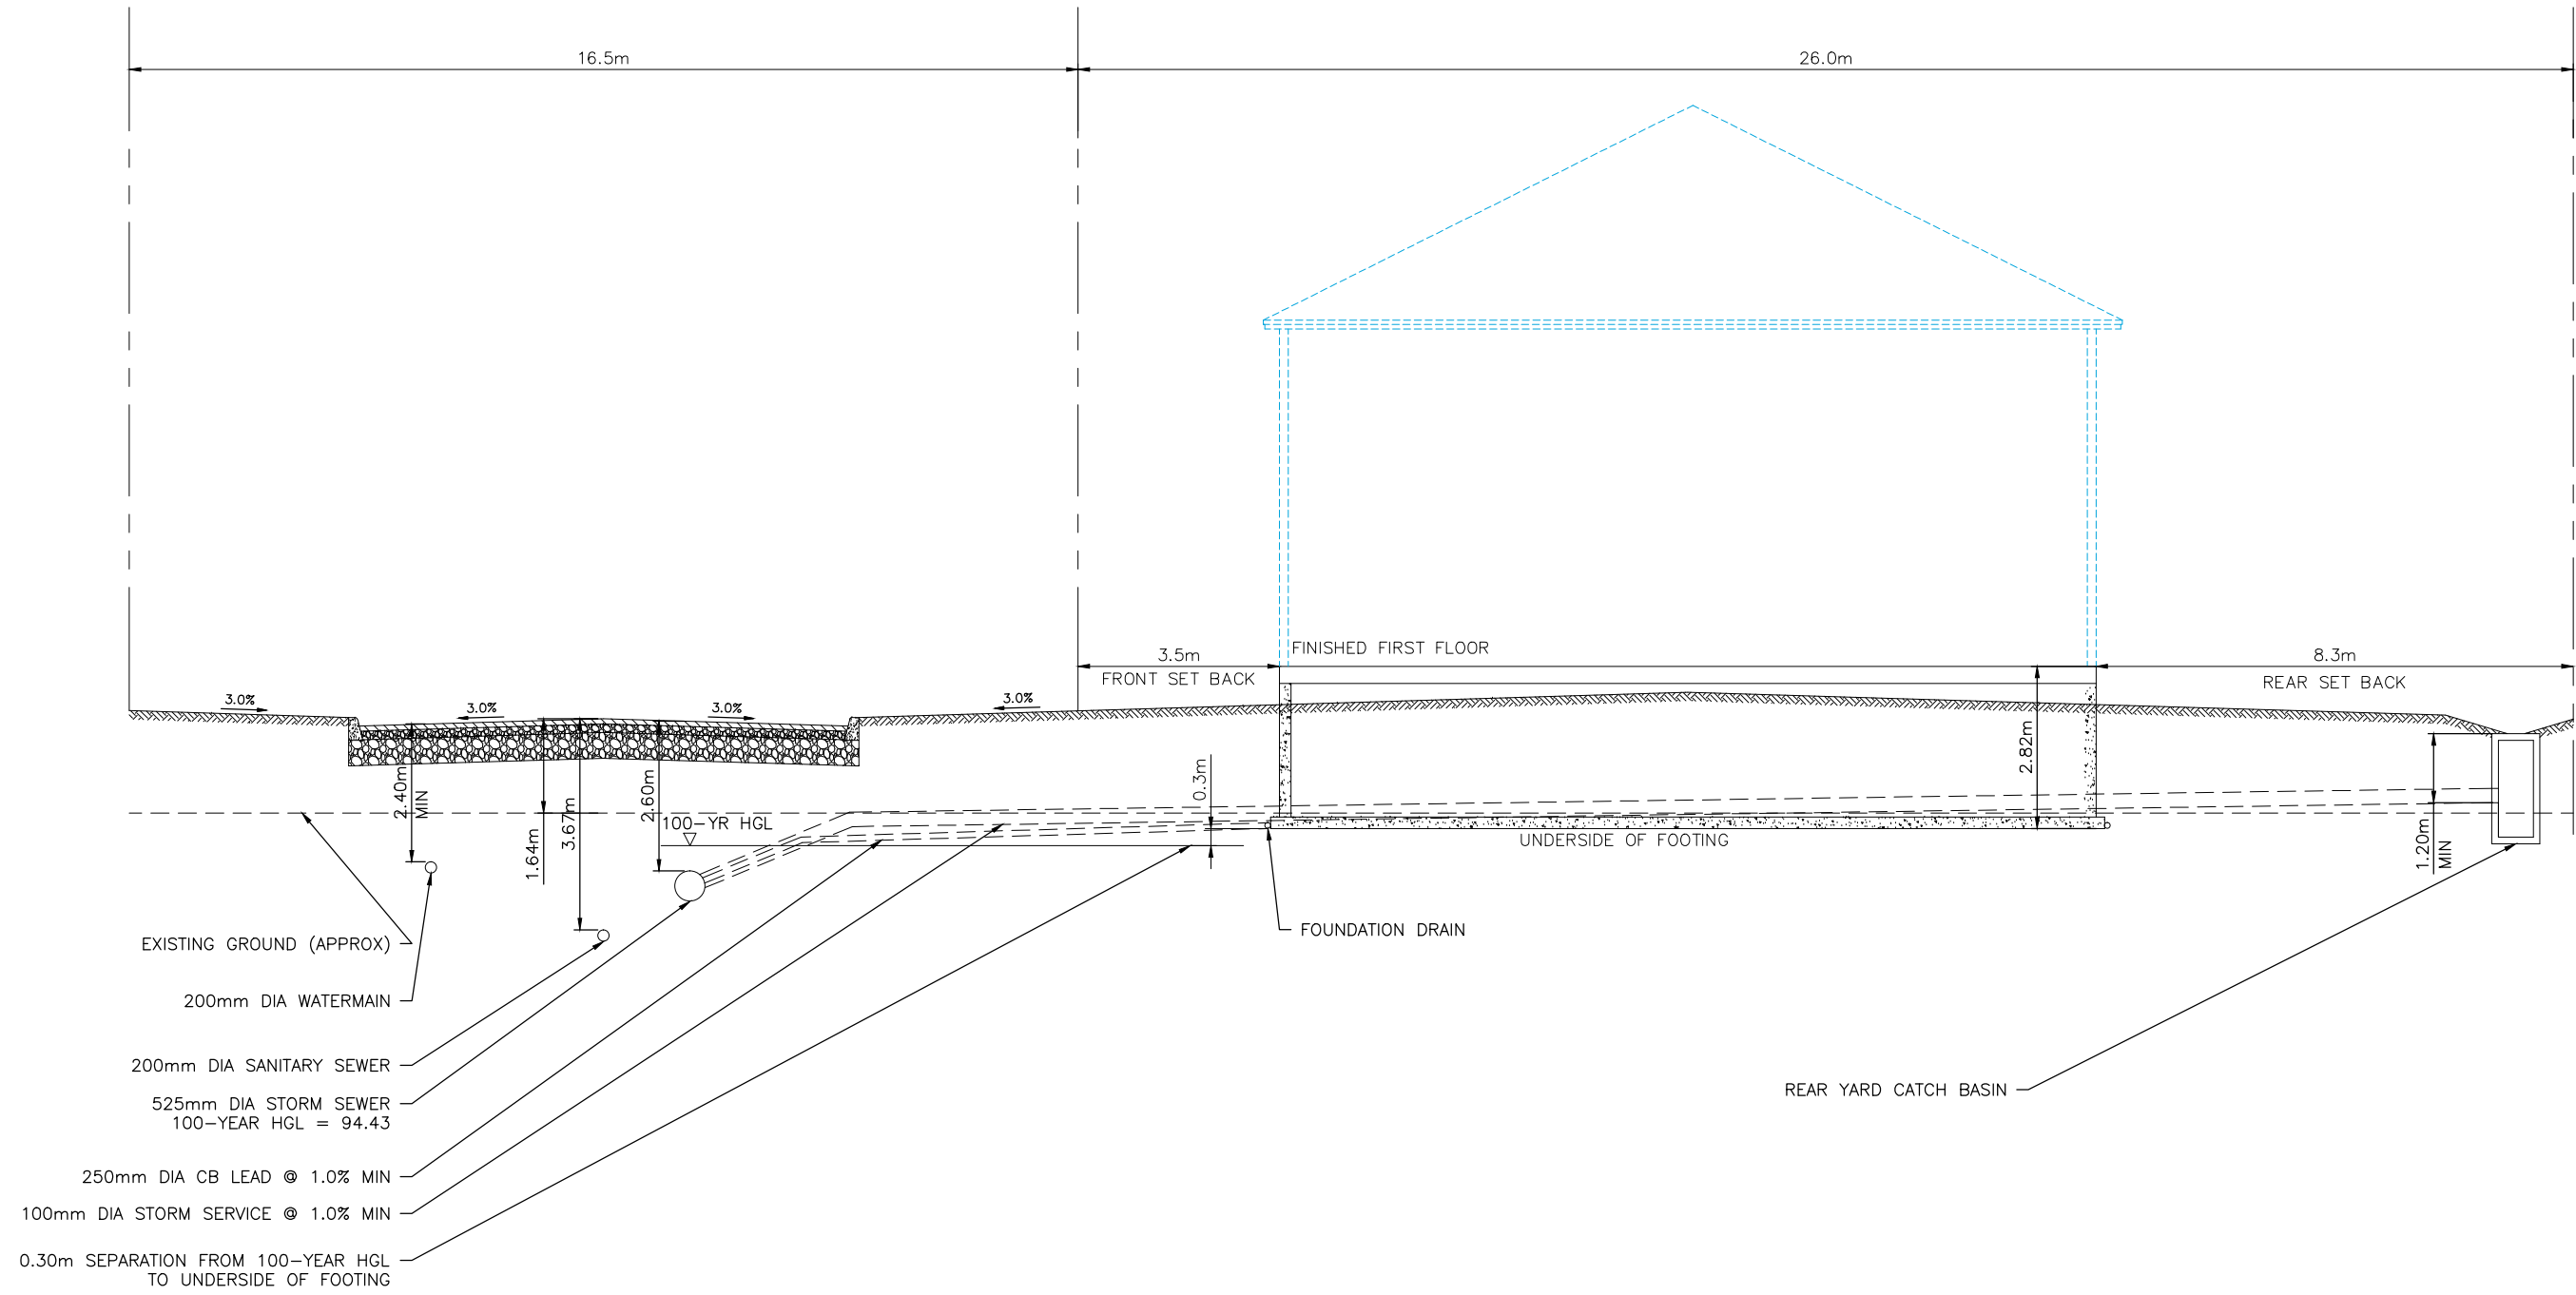 16.5m
26.0m
FINISHED FIRST FLOOR
3.5m
FRONT SET BACK
8.3m
REAR SET BACK
3.0%
3.0%
3.0%
3.0%
2.40m
MIN
1.64m
3.67m
2.60m
100-YR HGL
0.3m
2.82m
1.20m
MIN
UNDERSIDE OF FOOTING
FOUNDATION DRAIN
EXISTING GROUND (APPROX)
200mm DIA WATERMAIN
200mm DIA SANITARY SEWER
525mm DIA STORM SEWER
100-YEAR HGL = 94.43
REAR YARD CATCH BASIN
250mm DIA CB LEAD @ 1.0% MIN
100mm DIA STORM SERVICE @ 1.0% MIN
0.30m SEPARATION FROM 100-YEAR HGL
TO UNDERSIDE OF FOOTING